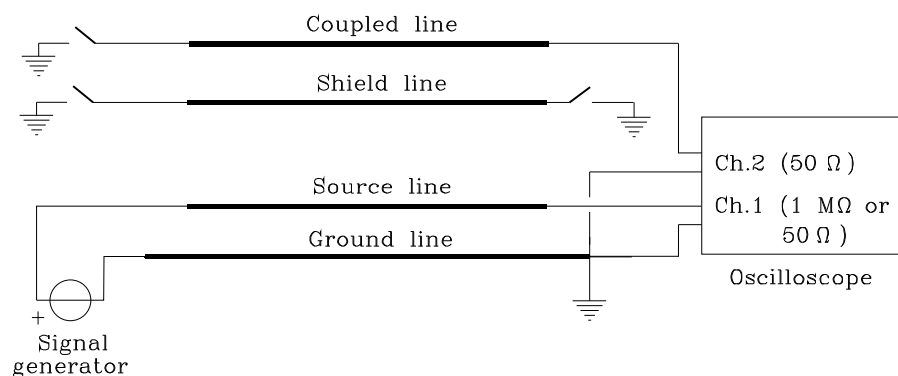 Coupled line
Shield line
Ch.2 (50 Ω)
Source line
Ch.1 (1 MΩ or
50 Ω)
Ground line
Oscilloscope
+
Signal
generator